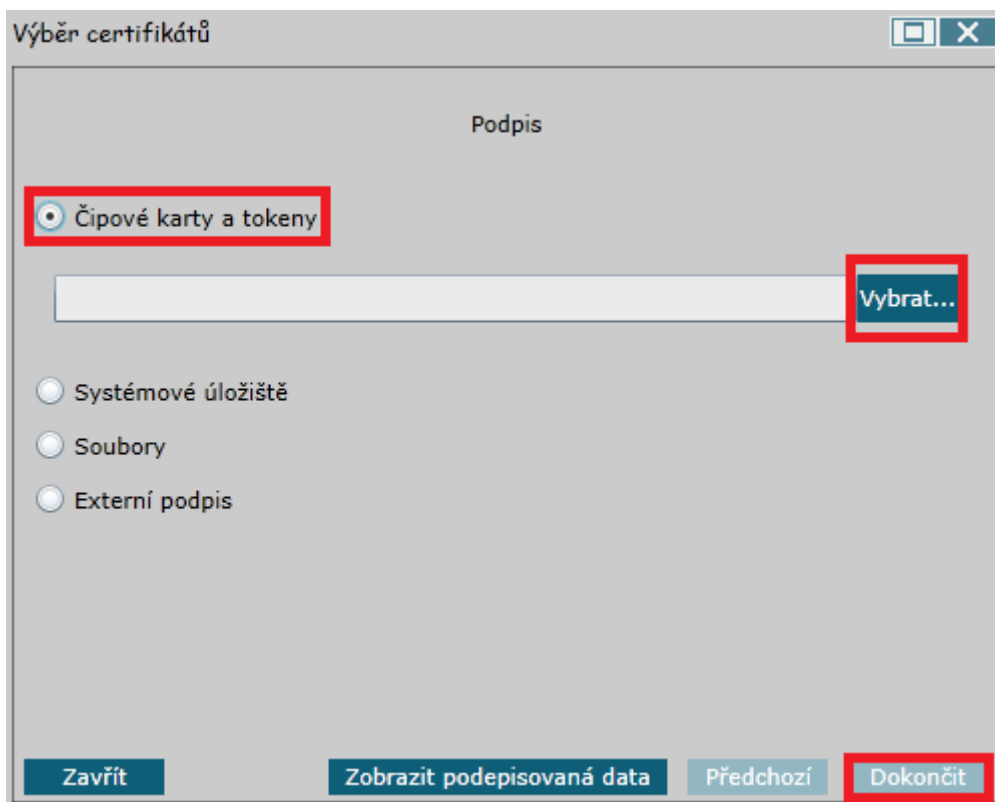 Výběr certifikátů
Podpis
Čipové karty a tokeny
Vybrat...
Systémové úložiště
Soubory
Externí podpis
Zavřít Zobrazit podepisovaná data Předchozí Dokončit